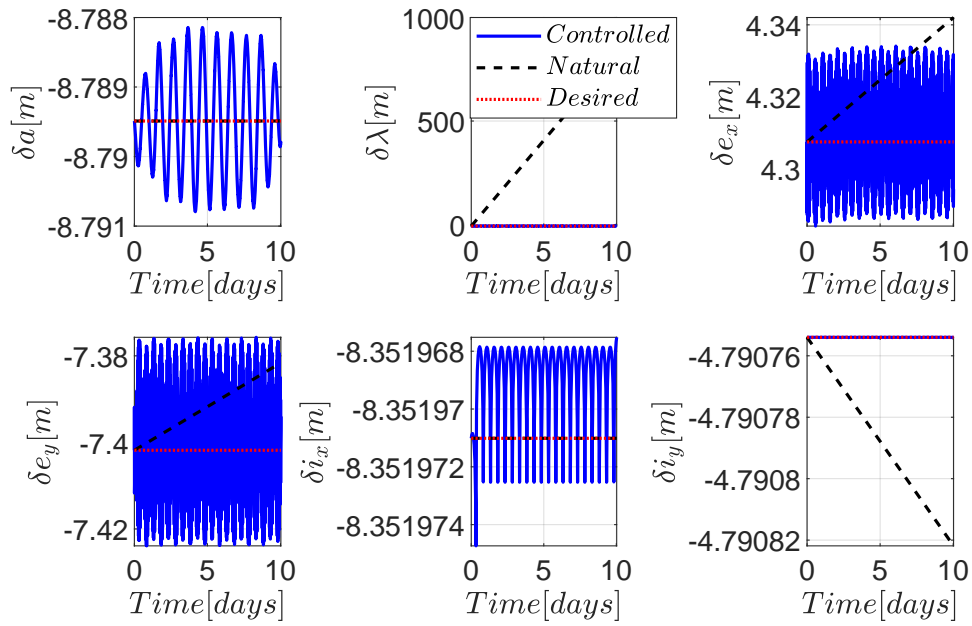 δa[m]
-8.788
-8.789
-8.79
-8.791
0 5 10
Time[days]
δλ[m]
1000
500
0
Controlled
Natural
Desired
0 5 10
Time[days]
δe_x[m]
4.34
4.32
4.3
0 5 10
Time[days]
δe_y[m]
-7.38
-7.4
-7.42
0 5 10
Time[days]
δi_x[m]
-8.351968
-8.35197
-8.351972
-8.351974
0 5 10
Time[days]
δi_y[m]
-4.79076
-4.79078
-4.7908
-4.79082
0 5 10
Time[days]